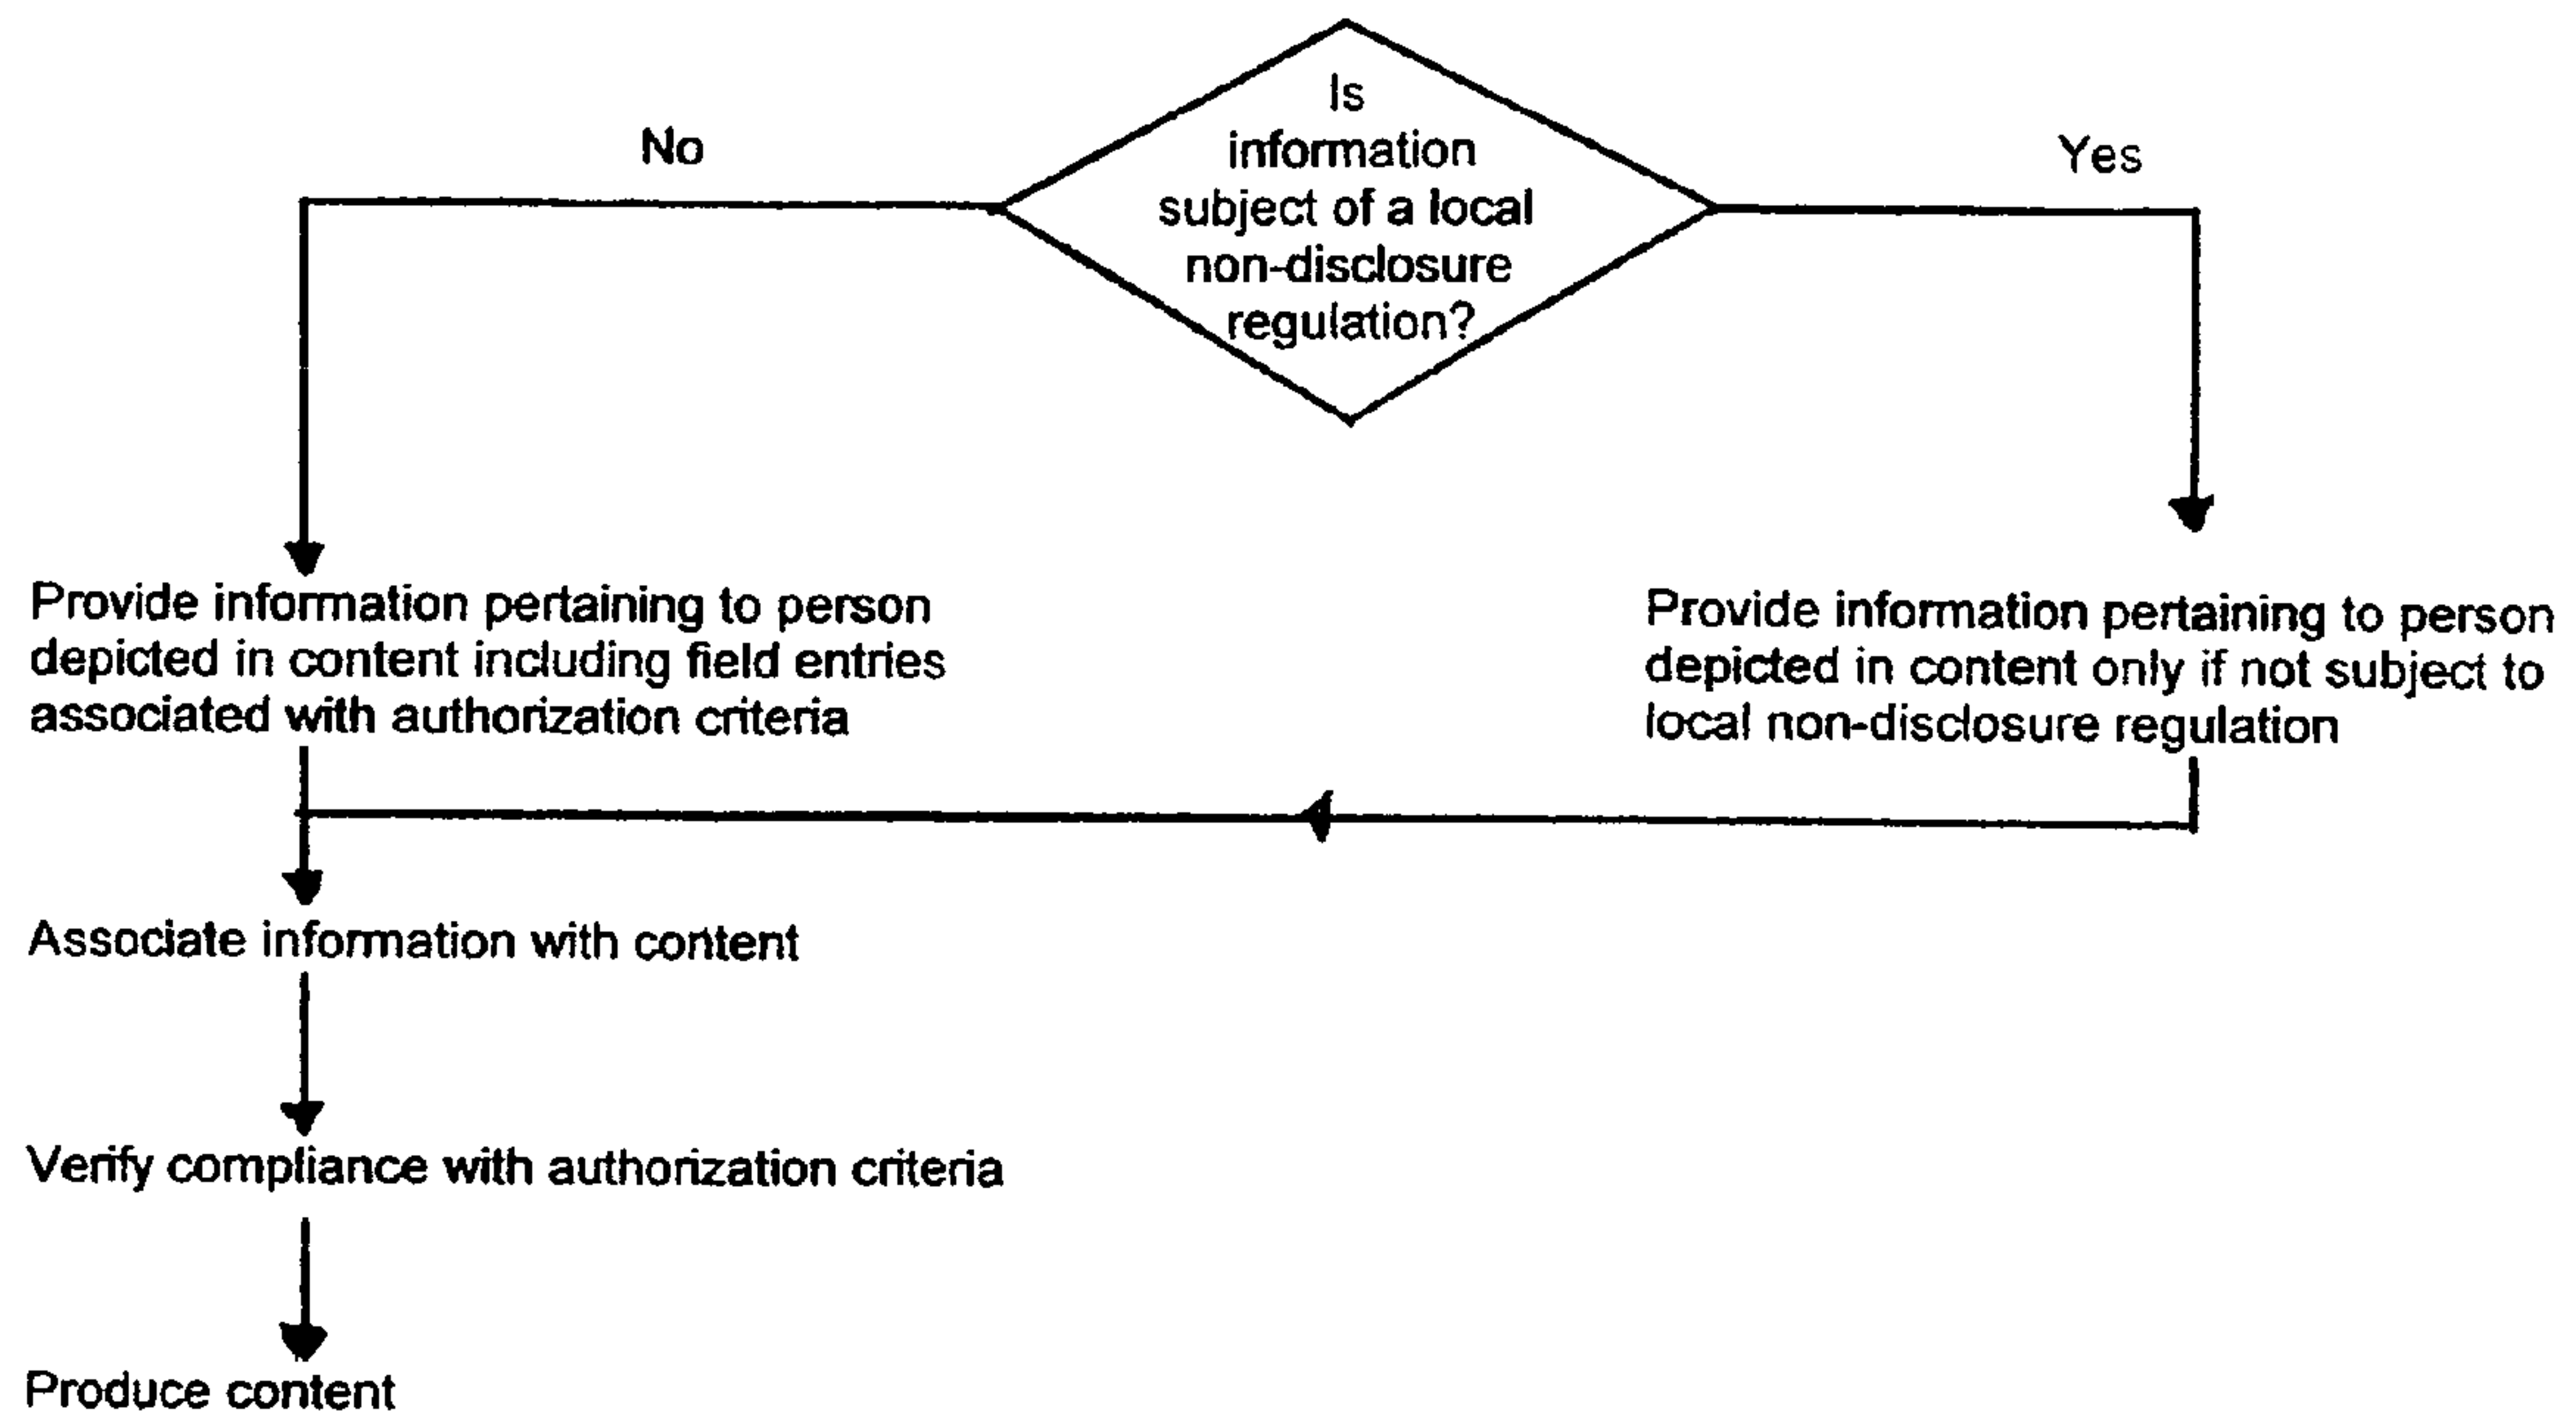 Is
information
subject of a local
non-disclosure
regulation?
No
Yes
Provide information pertaining to person
depicted in content including field entries
associated with authorization criteria
Provide information pertaining to person
depicted in content only if not subject to
local non-disclosure regulation
Associate information with content
Verify compliance with authorization criteria
Produce content